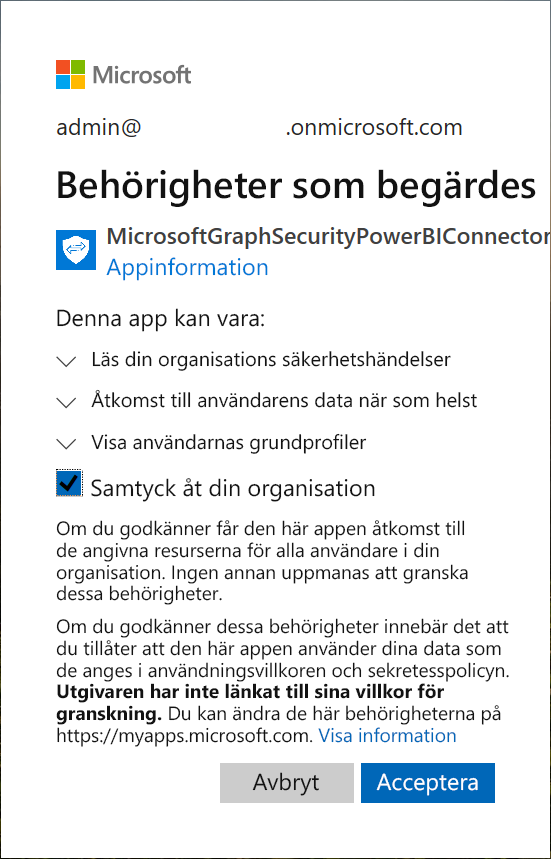 Microsoft
admin@ .onmicrosoft.com
Behörigheter som begärdes
MicrosoftGraphSecurityPowerBIConnector
Appinformation
Denna app kan vara:
Läs din organisations säkerhetshändelser
Åtkomst till användarens data när som helst
Visa användarnas grundprofiler
Samtyck åt din organisation
Om du godkänner får den här appen åtkomst till
de angivna resurserna för alla användare i din
organisation. Ingen annan uppmanas att granska
dessa behörigheter.
Om du godkänner dessa behörigheter innebär det att
du tillåter att den här appen använder dina data som
de anges i användningsvillkoren och sekretesspolicyn.
Utgivaren har inte länkat till sina villkor för
granskning. Du kan ändra de här behörigheterna på
https://myapps.microsoft.com. Visa information
Avbryt Acceptera